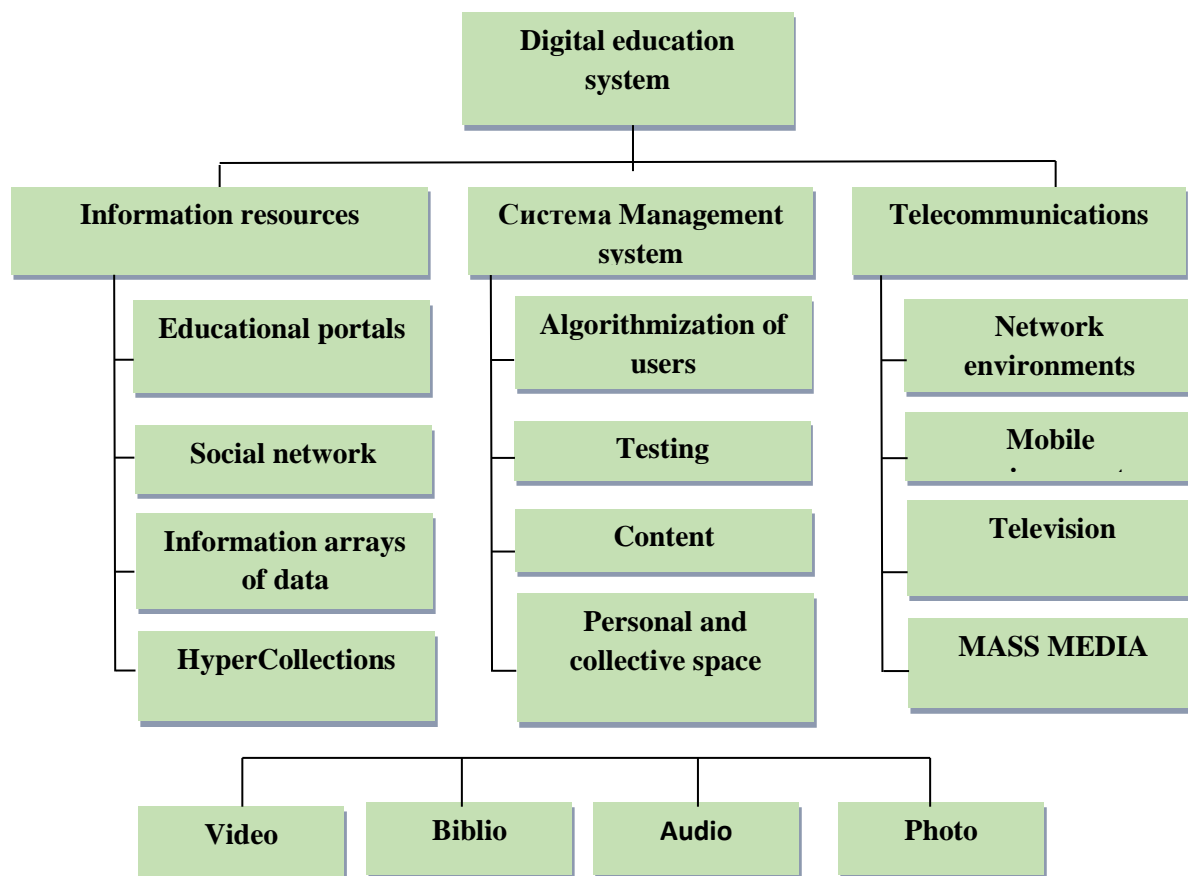 Digital education
system
Information resources
Система Management
system
Telecommunications
Educational portals
Social network
Information arrays
of data
HyperCollections
Algorithmization of
users
Testing
Content
Personal and
collective space
Network
environments
Mobile
Television
MASS MEDIA
Video
Biblio
Audio
Photo